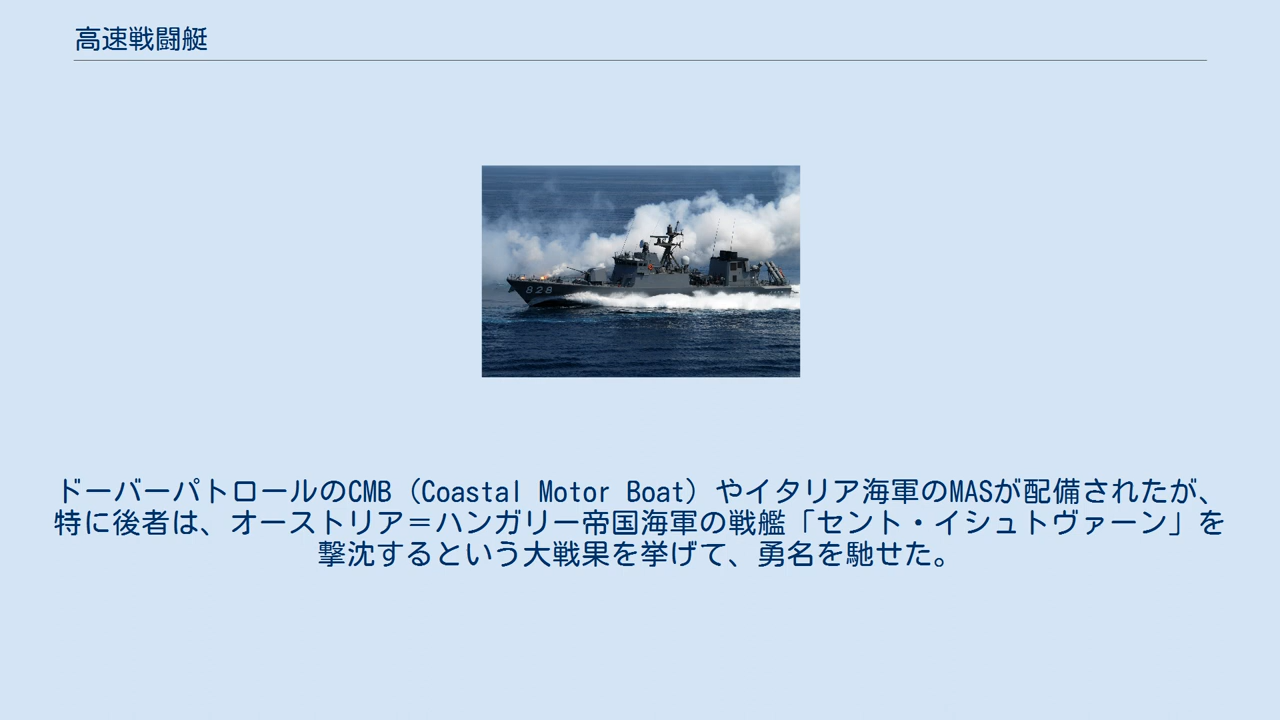 高速戦闘艇
828
ドーバーパトロールのCMB（Coastal Motor Boat）やイタリア海軍のMASが配備されたが、
特に後者は、オーストリア＝ハンガリー帝国海軍の戦艦「セント・イシュトヴァーン」を
撃沈するという大戦果を挙げて、勇名を馳せた。